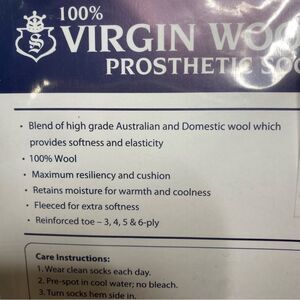 100%
S
VIRGIN WOO
PROSTHETIC SOC
• Blend of high grade Australian and Domestic wool which
provides softness and elasticity
• 100% Wool
• Maximum resiliency and cushion
• Retains moisture for warmth and coolness
• Fleeced for extra softness
• Reinforced toe – 3, 4, 5 & 6-ply
Care Instructions:
1. Wear clean socks each day.
2. Pre-spot in cool water; no bleach.
3. Turn socks hem side in.